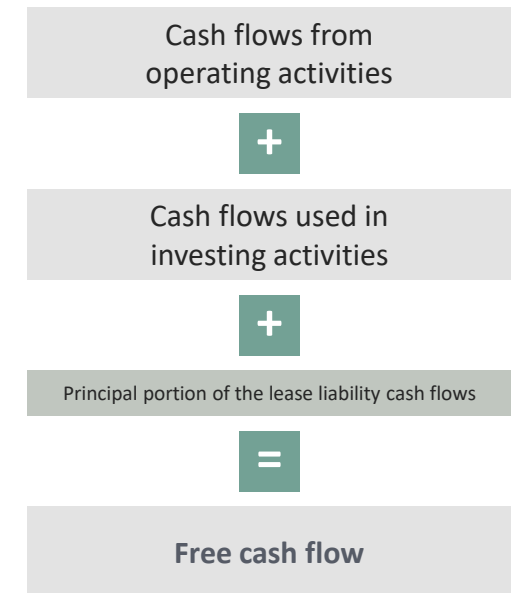 Cash flows from
operating activities
+
Cash flows used in
investing activities
+
Principal portion of the lease liability cash flows
=
Free cash flow